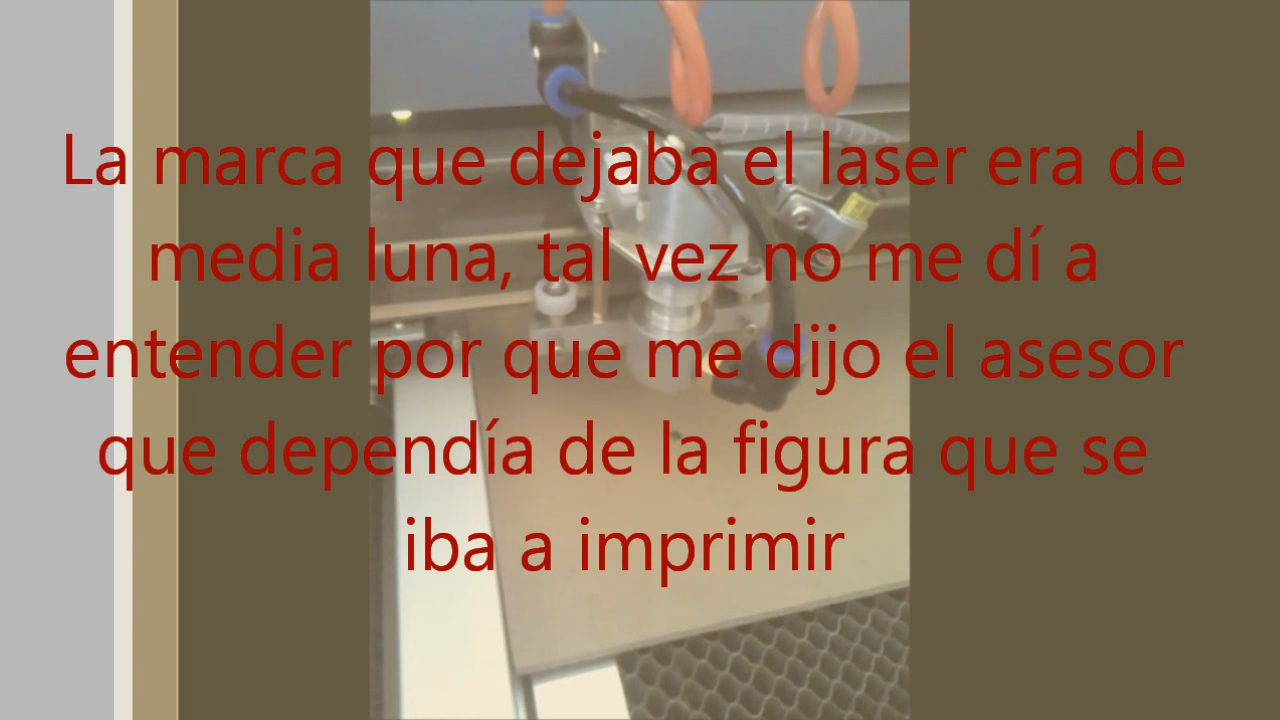 La marca que dejaba el laser era de
media luna, tal vez no me dí a
entender por que me dijo el asesor
que dependía de la figura que se
iba a imprimir